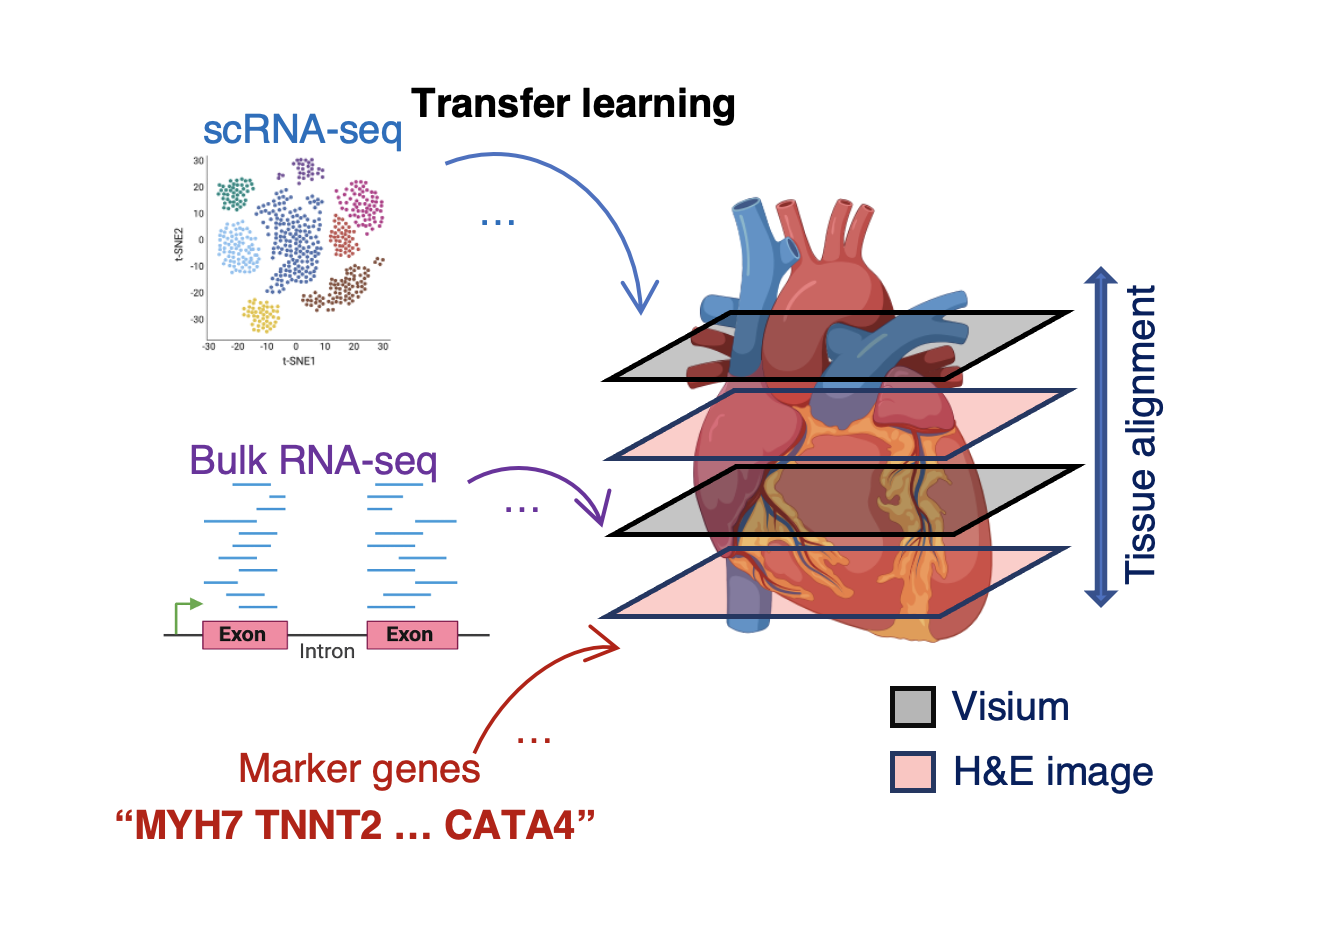 Transfer learning
scRNA-seq
...
30
20
10
0
-10
-20
-30
t-SNE2
-30 -20 -10 0 10 20 30
t-SNE1
Tissue alignment
Bulk RNA-seq
...
Exon Exon
Intron
...
Marker genes
“MYH7 TNNT2 ... CATA4”
Visium
H&E image